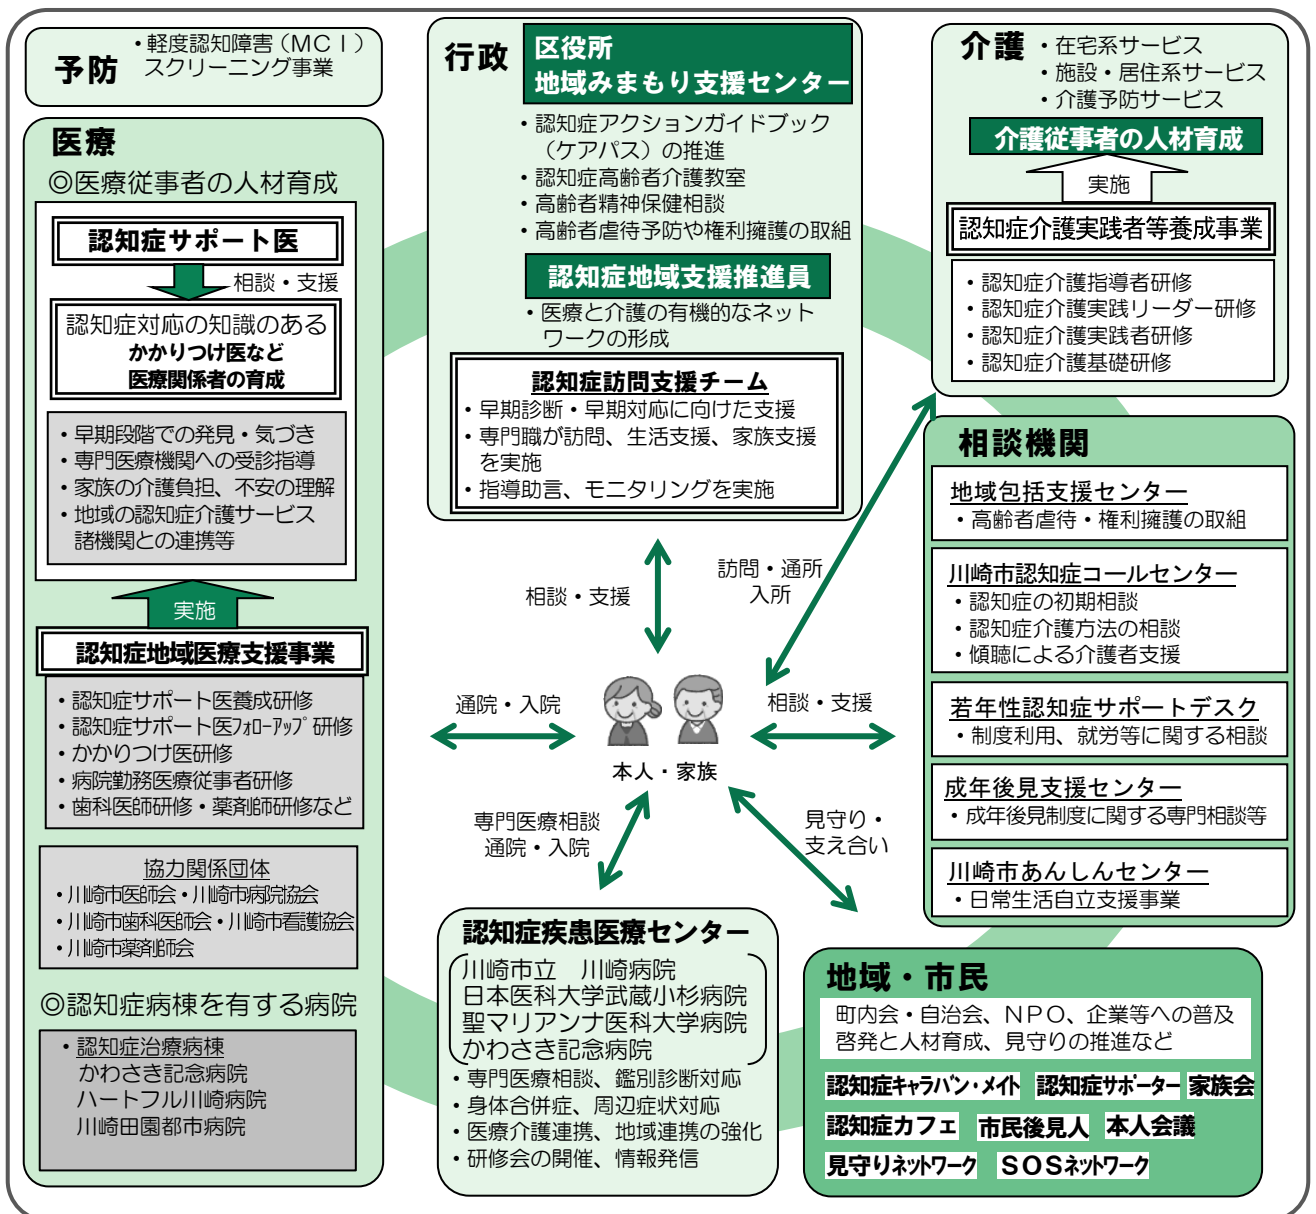 予防
・軽度認知障害（ＭＣＩ）
スクリーニング事業
医療
◎医療従事者の人材育成
認知症サポート医
相談・支援
認知症対応の知識のある
かかりつけ医など
医療関係者の育成
・早期段階での発見・気づき
・専門医療機関への受診指導
・家族の介護負担、不安の理解
・地域の認知症介護サービス
諸機関との連携等
実施
認知症地域医療支援事業
・認知症サポート医養成研修
・認知症サポート医ﾌｫﾛｰｱｯﾌﾟ研修
・かかりつけ医研修
・病院勤務医療従事者研修
・歯科医師研修・薬剤師研修など
協力関係団体
・川崎市医師会・川崎市病院協会
・川崎市歯科医師会・川崎市看護協会
・川崎市薬剤師会
◎認知症病棟を有する病院
・認知症治療病棟
かわさき記念病院
ハートフル川崎病院
川崎田園都市病院
行政
区役所
地域みまもり支援センター
・認知症アクションガイドブック
（ケアパス）の推進
・認知症高齢者介護教室
・高齢者精神保健相談
・高齢者虐待予防や権利擁護の取組
認知症地域支援推進員
・医療と介護の有機的なネット
ワークの形成
認知症訪問支援チーム
・早期診断・早期対応に向けた支援
・専門職が訪問、生活支援、家族支援
を実施
・指導助言、モニタリングを実施
介護
・在宅系サービス
・施設・居住系サービス
・介護予防サービス
介護従事者の人材育成
実施
認知症介護実践者等養成事業
・認知症介護指導者研修
・認知症介護実践リーダー研修
・認知症介護実践者研修
・認知症介護基礎研修
相談機関
地域包括支援センター
・高齢者虐待・権利擁護の取組
川崎市認知症コールセンター
・認知症の初期相談
・認知症介護方法の相談
・傾聴による介護者支援
若年性認知症サポートデスク
・制度利用、就労等に関する相談
成年後見支援センター
・成年後見制度に関する専門相談等
川崎市あんしんセンター
・日常生活自立支援事業
相談・支援
訪問・通所
入所
通院・入院
相談・支援
本人・家族
専門医療相談
通院・入院
見守り・
支え合い
認知症疾患医療センター
川崎市立　川崎病院
日本医科大学武蔵小杉病院
聖マリアンナ医科大学病院
かわさき記念病院
・専門医療相談、鑑別診断対応
・身体合併症、周辺症状対応
・医療介護連携、地域連携の強化
・研修会の開催、情報発信
地域・市民
町内会・自治会、ＮＰＯ、企業等への普及
啓発と人材育成、見守りの推進など
認知症キャラバン・メイト　認知症サポーター　家族会
認知症カフェ　市民後見人　本人会議
見守りネットワーク　ＳＯＳネットワーク